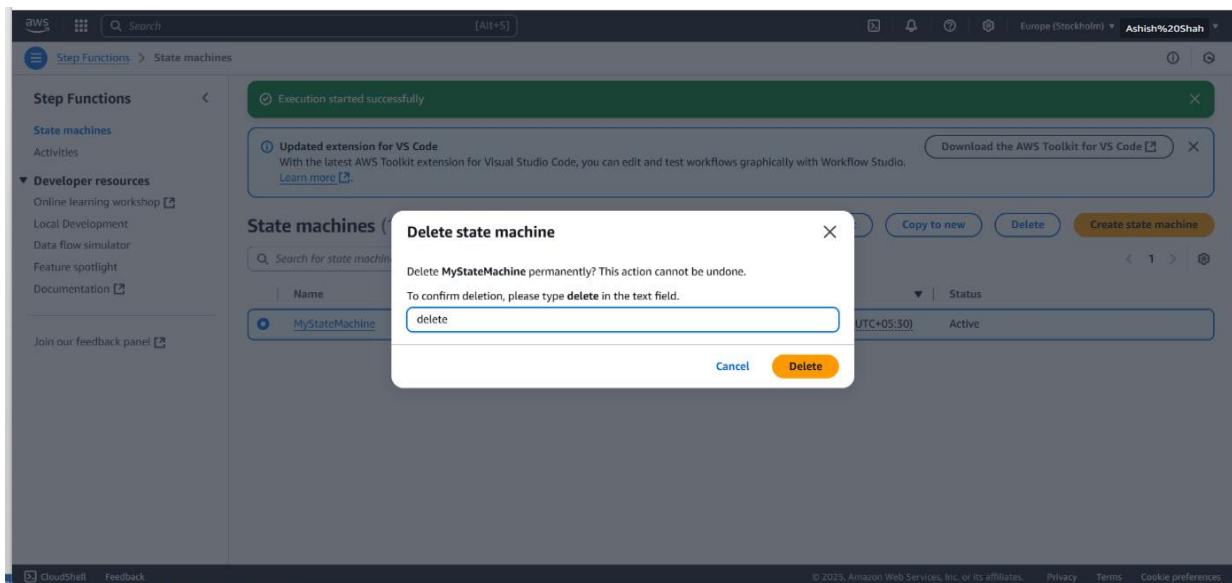 aws Search [Alt+S] Europe (Stockholm) Ashish%20Shah
Step Functions > State machines
Step Functions
State machines
Activities
Developer resources
Online learning workshop
Local Development
Data flow simulator
Feature spotlight
Documentation
Join our feedback panel
Execution started successfully
Updated extension for VS Code
With the latest AWS Toolkit extension for Visual Studio Code, you can edit and test workflows graphically with Workflow Studio.
Learn more
Download the AWS Toolkit for VS Code
State machines (
Copy to new Delete Create state machine
Search for state machin
1
Name Status
MyStateMachine UTC+05:30) Active
Delete state machine
Delete MyStateMachine permanently? This action cannot be undone.
To confirm deletion, please type delete in the text field.
delete
Cancel Delete
CloudShell Feedback © 2025, Amazon Web Services, Inc. or its affiliates. Privacy Terms Cookie preferences